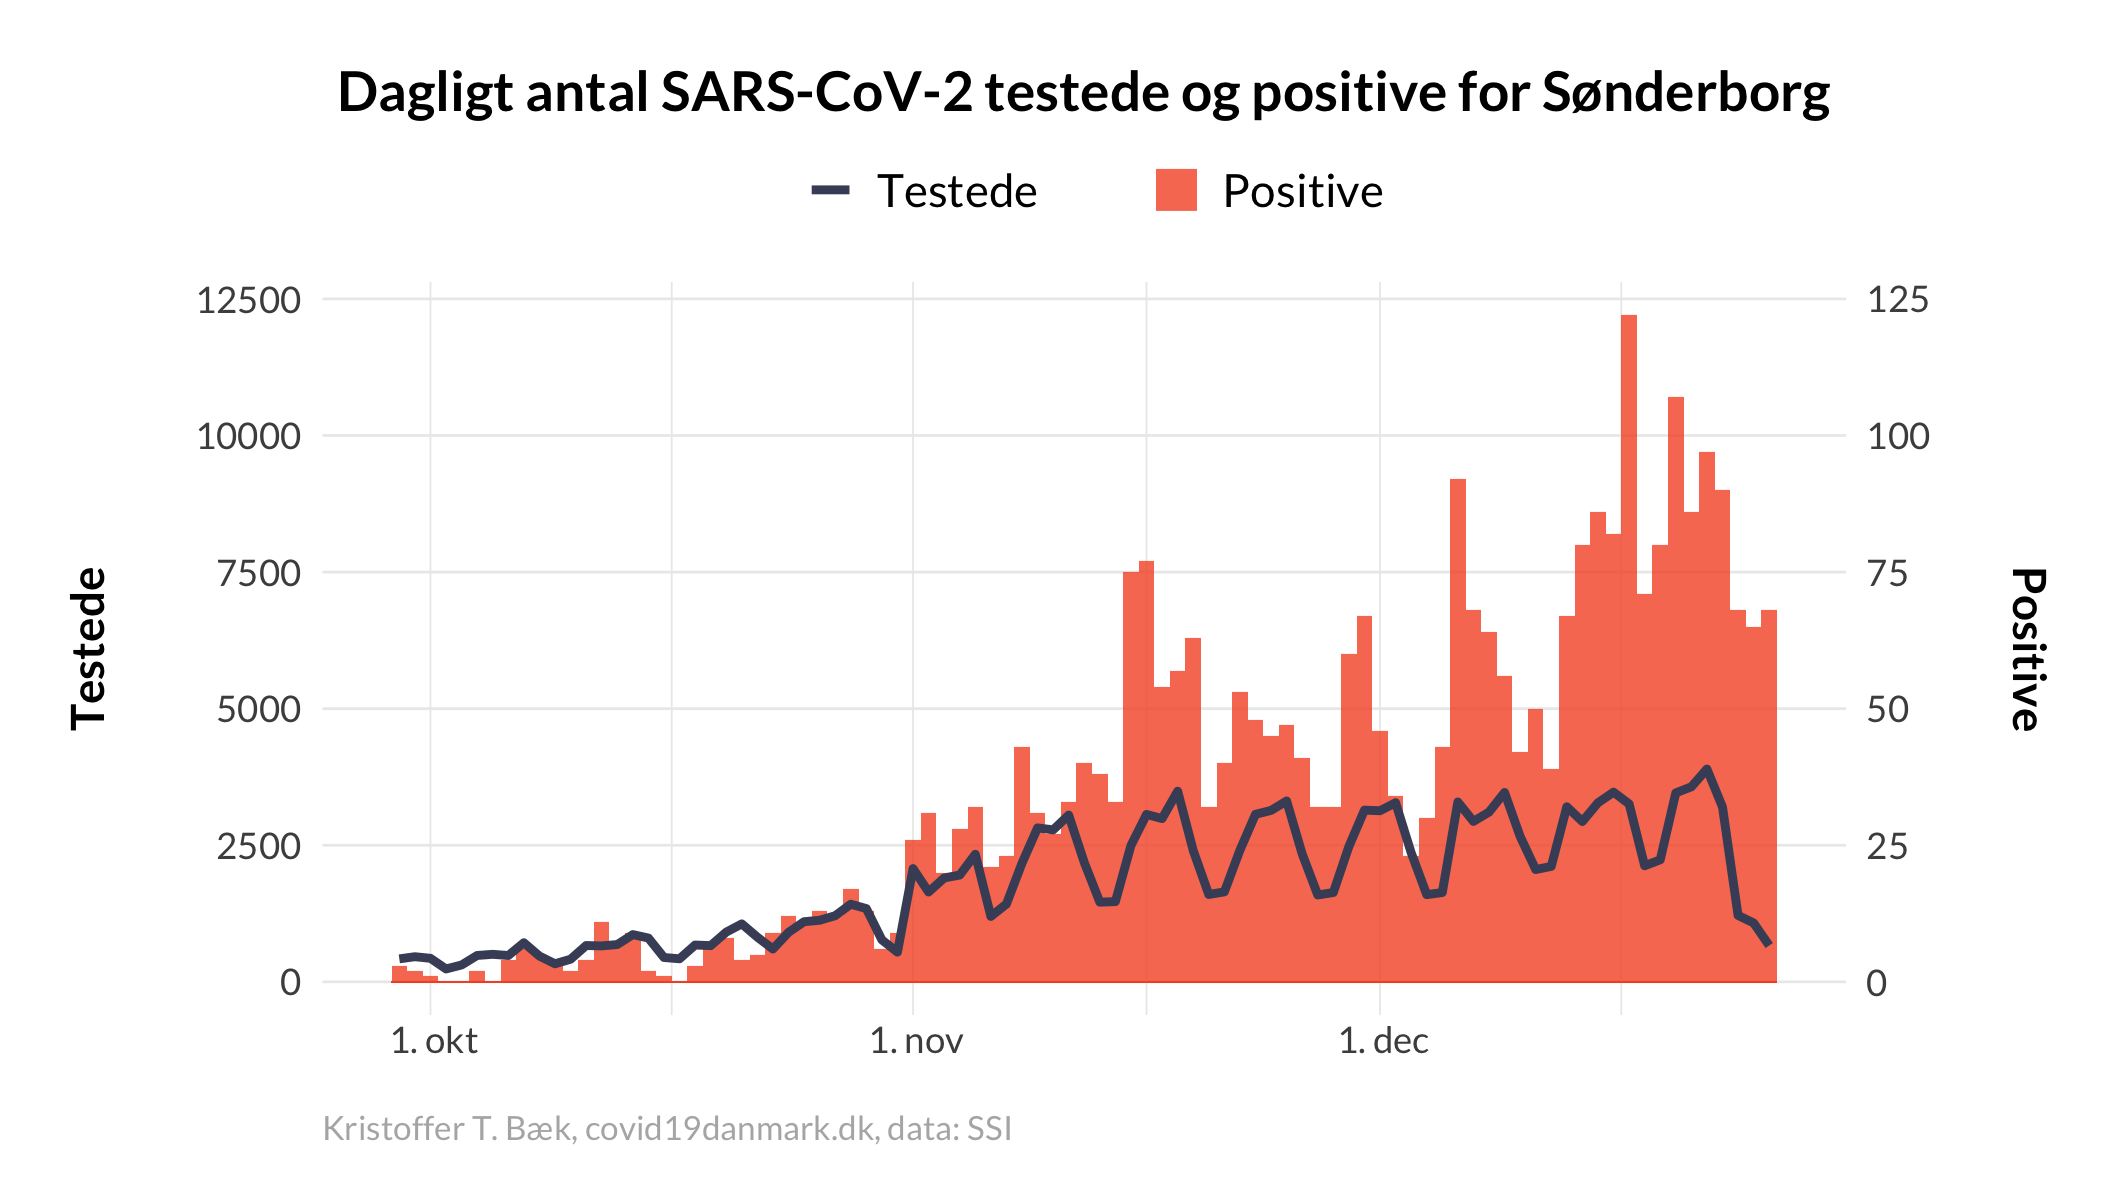 Dagligt antal SARS-CoV-2 testede og positive for Sønderborg
Testede Positive
12500 125
10000 100
7500 75
5000 50
2500 25
0 0
Testede
Positive
1. okt 1. nov 1. dec
Kristoffer T. Bæk, covid19danmark.dk, data: SSI